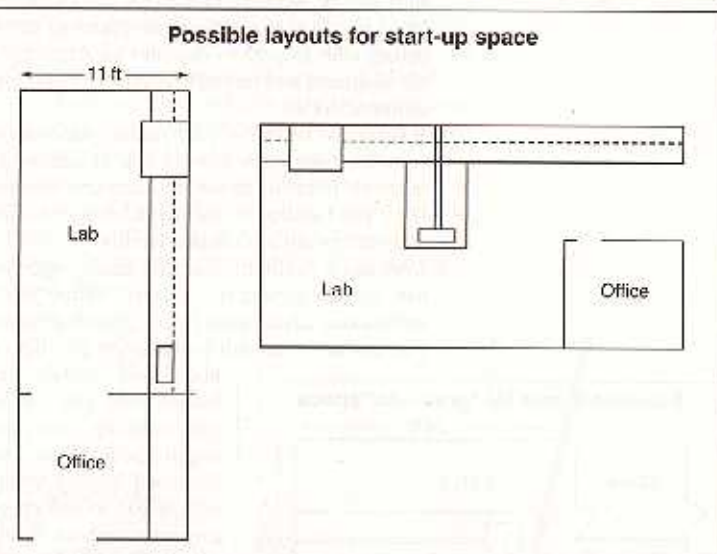 Possible layouts for start-up space
11 ft
Lab
Office
Lab
Office